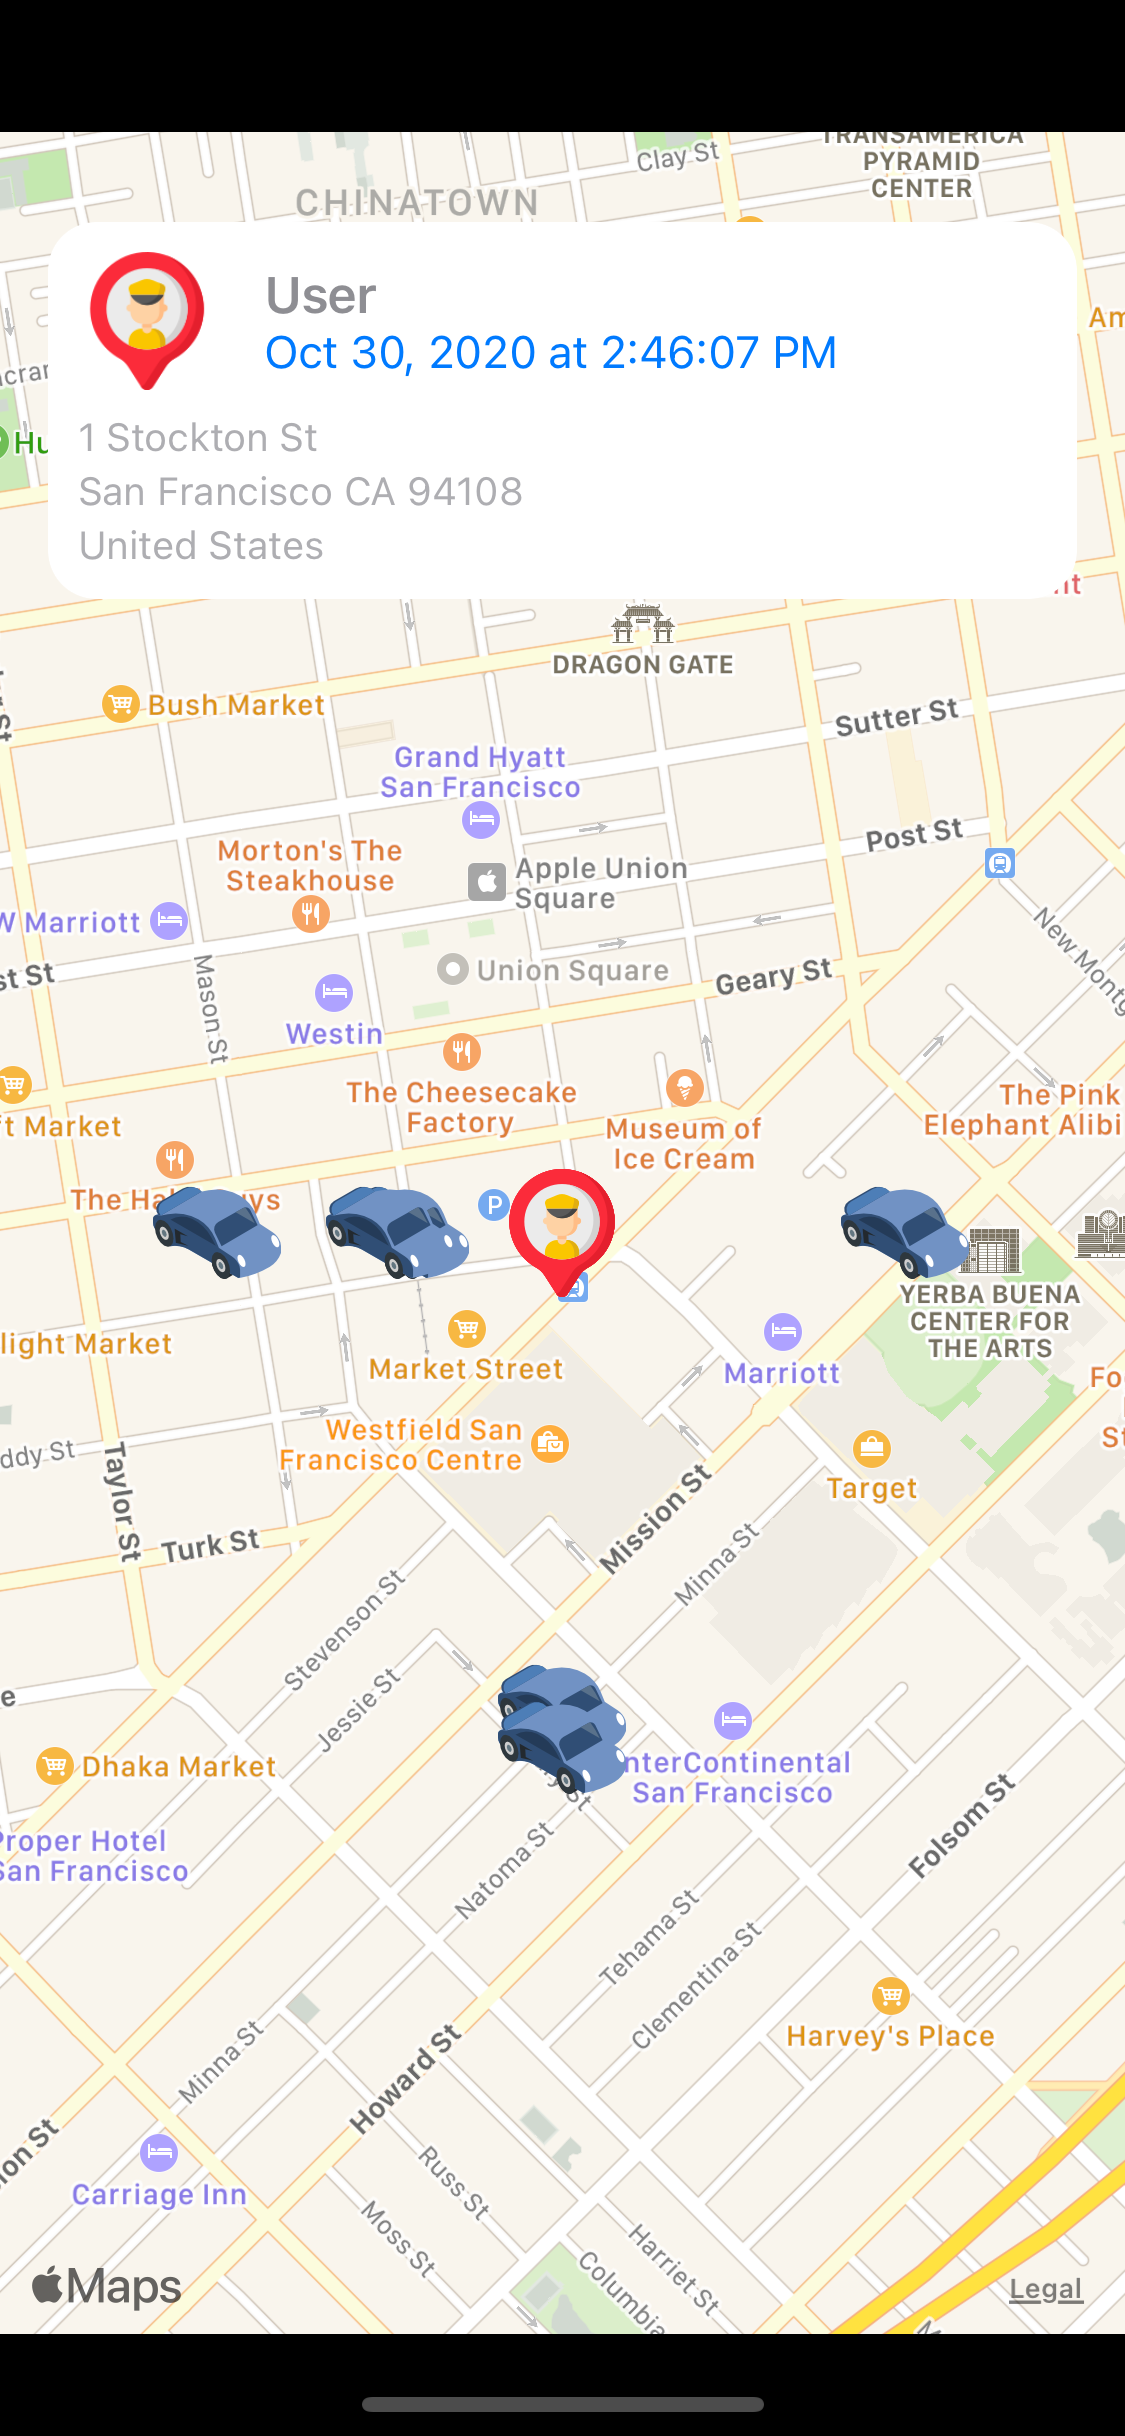 TRANSAMERICA
PYRAMID
CENTER
Clay St
CHINATOWN
User
Oct 30, 2020 at 2:46:07 PM
1 Stockton St
San Francisco CA 94108
United States
DRAGON GATE
Bush Market
Sutter St
Grand Hyatt
San Francisco
Post St
Morton's The
Steakhouse
Apple Union
Square
W Marriott
Mason St
Union Square
Geary St
Westin
The Cheesecake
Factory
Museum of
Ice Cream
The Pink
Elephant Alibi
P
YERBA BUENA
CENTER FOR
THE ARTS
Market Street
Marriott
Westfield San
Francisco Centre
Target
Taylor St
Turk St
Mission St
Minna St
Stevenson St
Jessie St
Dhaka Market
San Francisco
Folsom St
Proper Hotel
San Francisco
Natoma St
Tehama St
Clementina St
Harvey's Place
Minna St
Howard St
Carriage Inn
Russ St
Moss St
Harriet St
Columbia
Maps
Legal